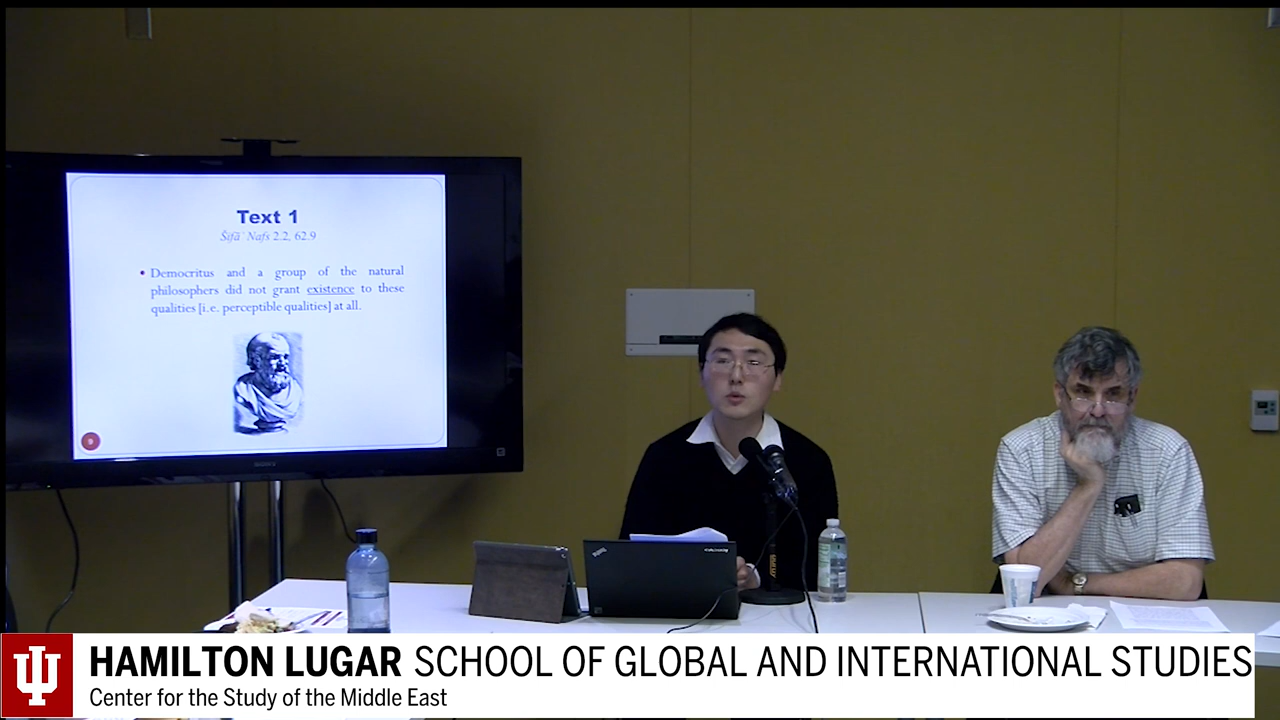 Text 1
Šifāʾ Nafs 2.2, 62.9
• Democritus and a group of the natural
philosophers did not grant existence to these
qualities [i.e. perceptible qualities] at all.
9
SONY
HAMILTON LUGAR SCHOOL OF GLOBAL AND INTERNATIONAL STUDIES
Center for the Study of the Middle East